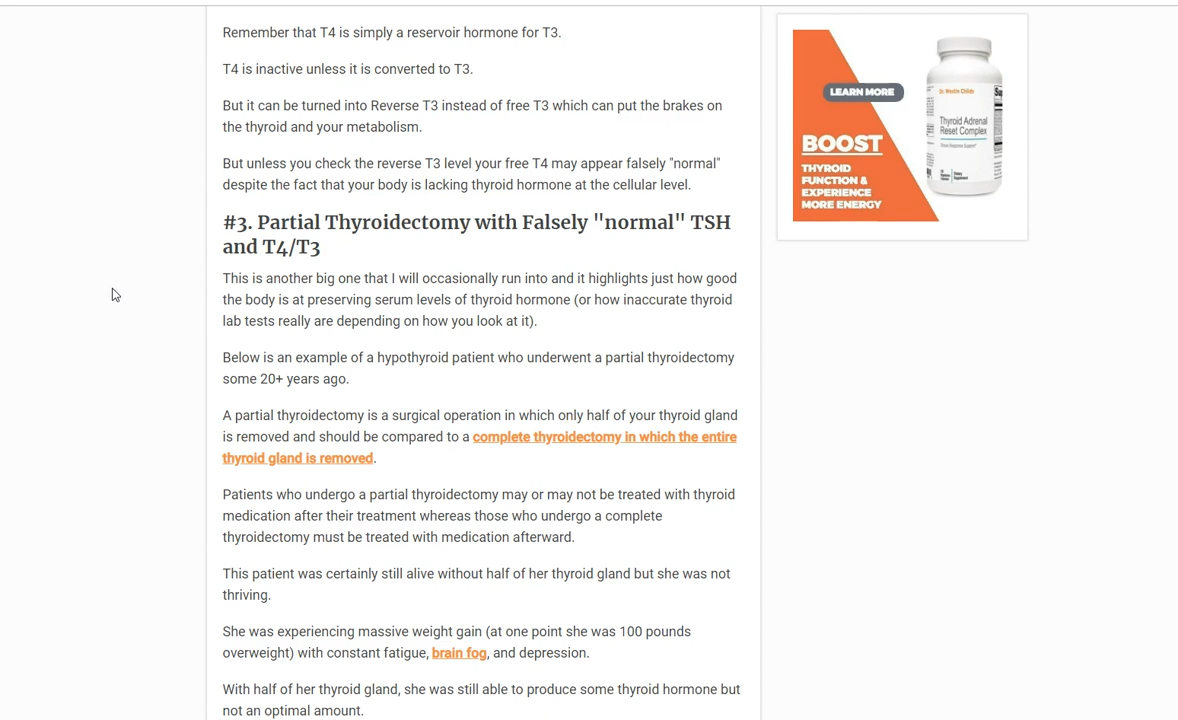 Remember that T4 is simply a reservoir hormone for T3.
T4 is inactive unless it is converted to T3.
But it can be turned into Reverse T3 instead of free T3 which can put the brakes on
the thyroid and your metabolism.
But unless you check the reverse T3 level your free T4 may appear falsely "normal"
despite the fact that your body is lacking thyroid hormone at the cellular level.
#3. Partial Thyroidectomy with Falsely "normal" TSH
and T4/T3
This is another big one that I will occasionally run into and it highlights just how good
the body is at preserving serum levels of thyroid hormone (or how inaccurate thyroid
lab tests really are depending on how you look at it).
Below is an example of a hypothyroid patient who underwent a partial thyroidectomy
some 20+ years ago.
A partial thyroidectomy is a surgical operation in which only half of your thyroid gland
is removed and should be compared to a complete thyroidectomy in which the entire
thyroid gland is removed.
Patients who undergo a partial thyroidectomy may or may not be treated with thyroid
medication after their treatment whereas those who undergo a complete
thyroidectomy must be treated with medication afterward.
This patient was certainly still alive without half of her thyroid gland but she was not
thriving.
She was experiencing massive weight gain (at one point she was 100 pounds
overweight) with constant fatigue, brain fog, and depression.
With half of her thyroid gland, she was still able to produce some thyroid hormone but
not an optimal amount.
LEARN MORE
BOOST
THYROID
FUNCTION &
EXPERIENCE
MORE ENERGY
Dr. Westin Childs
Thyroid Adrenal
Reset Complex